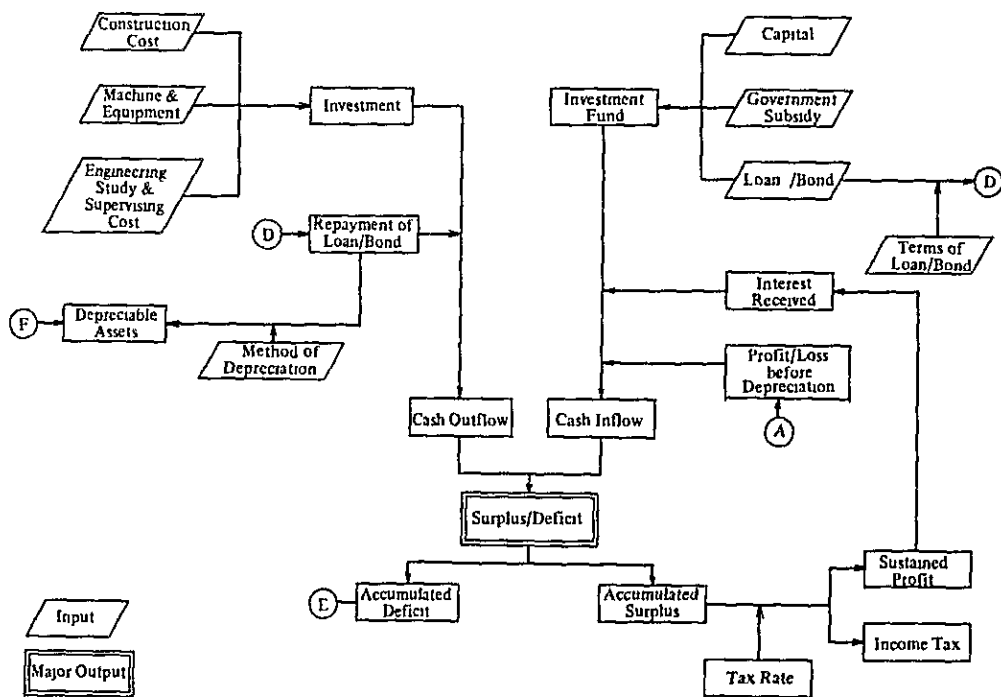 Construction
Cost
Machine &
Equipment
Engineering
Study &
Supervising
Cost
Investment
D
Repayment of
Loan/Bond
F
Depreciable
Assets
Method of
Depreciation
Capital
Investment
Fund
Government
Subsidy
Loan /Bond
D
Terms of
Loan/Bond
Interest
Received
Profit/Loss
before
Depreciation
A
Cash Outflow
Cash Inflow
Surplus/Deficit
E
Accumulated
Deficit
Accumulated
Surplus
Sustained
Profit
Income Tax
Tax Rate
Input
Major Output